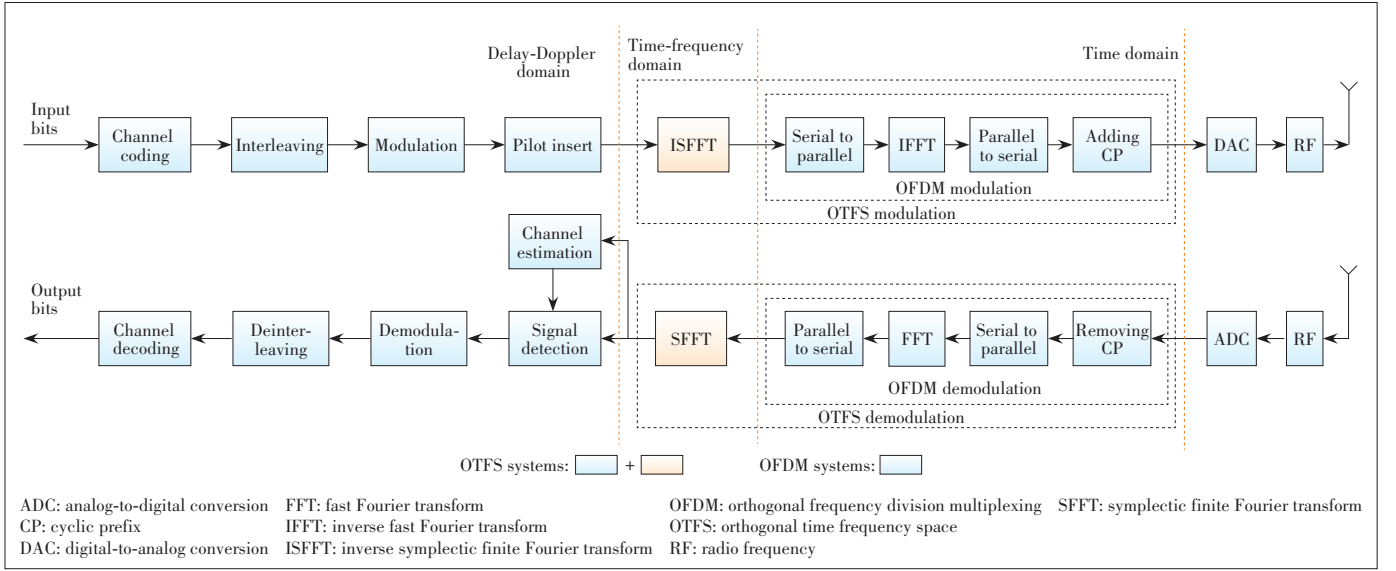 Delay-Doppler
domain
Time-frequency
domain
Time domain
Input
bits
Channel
coding
Interleaving
Modulation
Pilot insert
ISFFT
Serial to
parallel
IFFT
Parallel
to serial
Adding
CP
DAC
RF
OFDM modulation
OTFS modulation
Channel
estimation
Output
bits
Channel
decoding
Deinter-
leaving
Demodula-
tion
Signal
detection
SFFT
Parallel
to serial
FFT
Serial to
parallel
Removing
CP
ADC
RF
OFDM demodulation
OTFS demodulation
OTFS systems: +
OFDM systems:
ADC: analog-to-digital conversion
CP: cyclic prefix
DAC: digital-to-analog conversion
FFT: fast Fourier transform
IFFT: inverse fast Fourier transform
ISFFT: inverse symplectic finite Fourier transform
OFDM: orthogonal frequency division multiplexing
OTFS: orthogonal time frequency space
RF: radio frequency
SFFT: symplectic finite Fourier transform